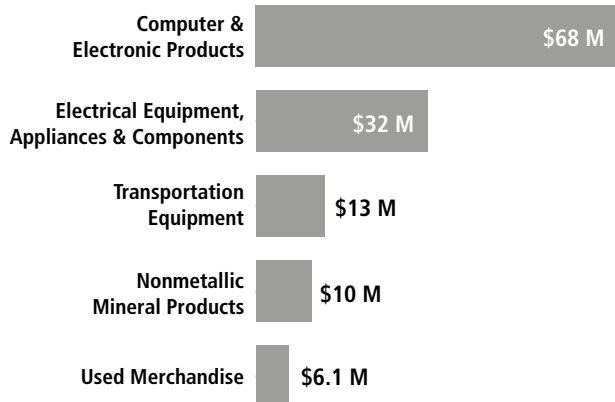 Computer &
Electronic Products
$68 M
Electrical Equipment,
Appliances & Components
$32 M
Transportation
Equipment
$13 M
Nonmetallic
Mineral Products
$10 M
Used Merchandise
$6.1 M